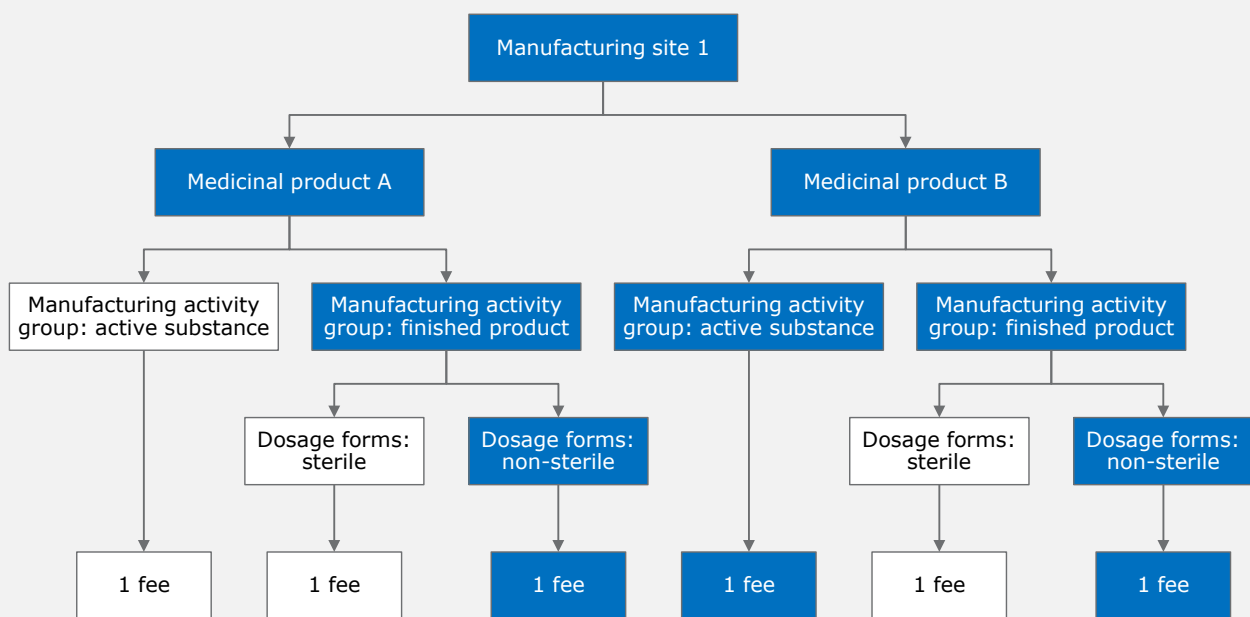 Manufacturing site 1
Medicinal product A
Medicinal product B
Manufacturing activity
group: active substance
Manufacturing activity
group: finished product
Manufacturing activity
group: active substance
Manufacturing activity
group: finished product
Dosage forms:
sterile
Dosage forms:
non-sterile
Dosage forms:
sterile
Dosage forms:
non-sterile
1 fee
1 fee
1 fee
1 fee
1 fee
1 fee